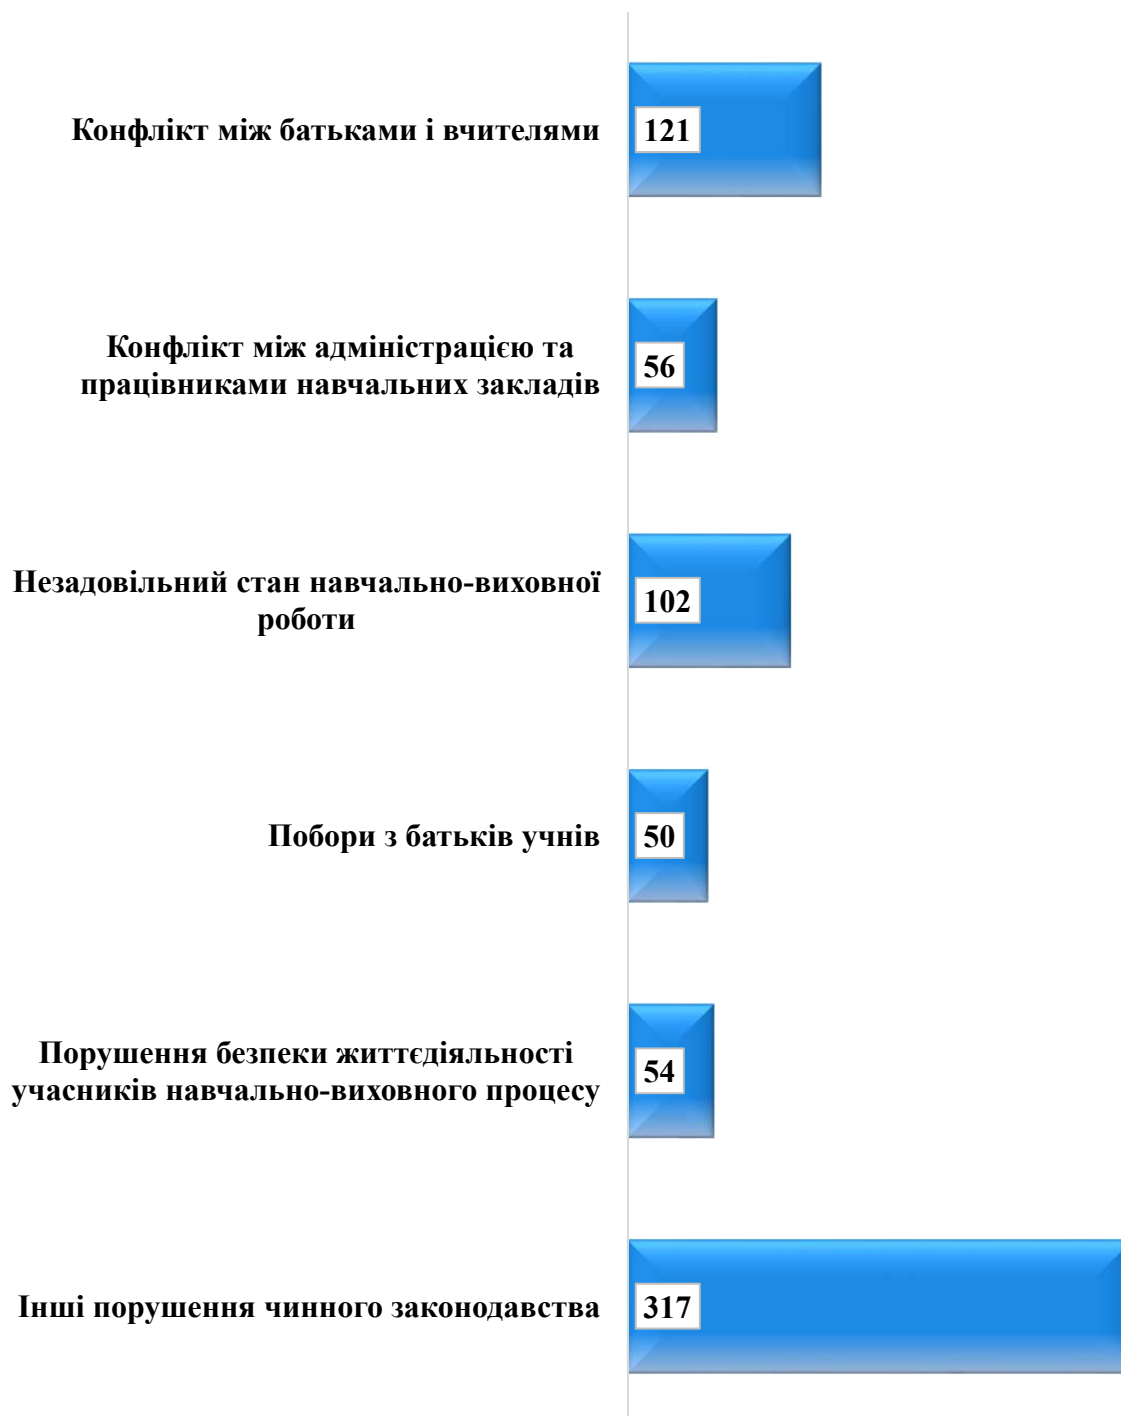 Конфлікт між батьками і вчителями
121
Конфлікт між адміністрацією та
працівниками навчальних закладів
56
Незадовільний стан навчально-виховної
роботи
102
Побори з батьків учнів
50
Порушення безпеки життєдіяльності
учасників навчально-виховного процесу
54
Інші порушення чинного законодавства
317